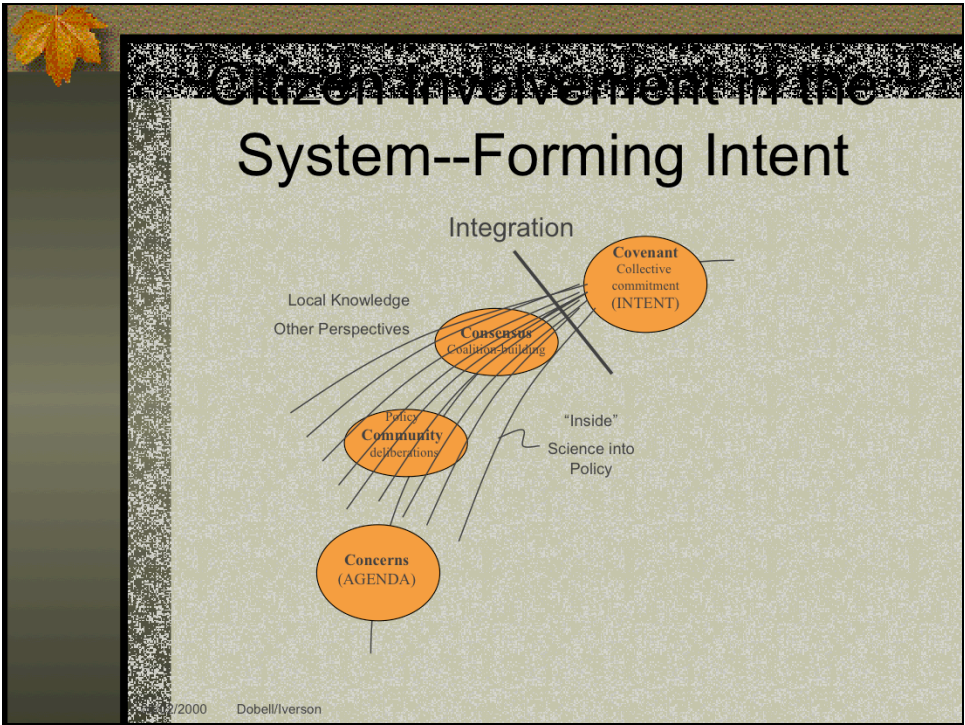 Citizen Involvement in the
System--Forming Intent
Integration
Covenant
Collective
commitment
(INTENT)
Local Knowledge
Other Perspectives
Consensus
Coalition-building
Policy
Community
deliberations
“Inside”
Science into
Policy
Concerns
(AGENDA)
/2000 Dobell/Iverson